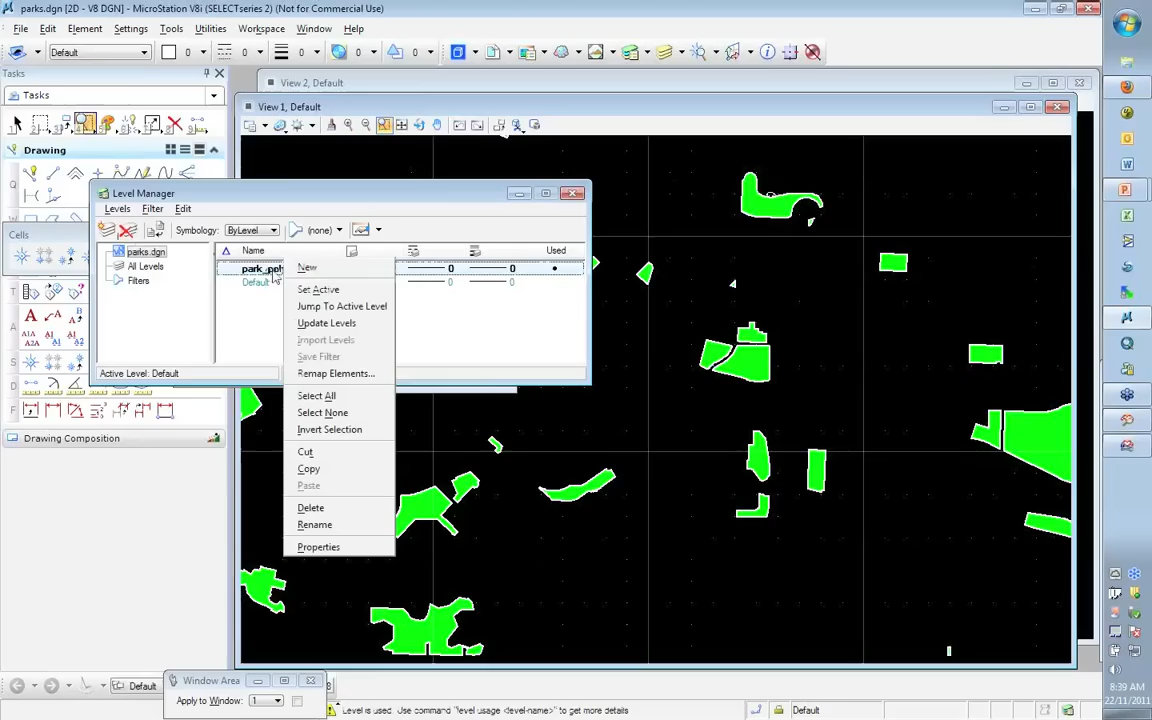 parks.dgn [2D - V8 DGN] - MicroStation V8i (SELECTseries 2) (Not for Commercial Use)
File Edit Element Settings Tools Utilities Workspace Window Help
Default 0 0 0 0 0
Tasks
Tasks
Drawing
Q
W
View 2, Default
View 1, Default
Level Manager
Levels Filter Edit
Symbology: ByLevel (none)
parks.dgn
All Levels
Filters
Name Used
park_pol 0 0
Default 0 0
Active Level: Default
New
Set Active
Jump To Active Level
Update Levels
Import Levels
Save Filter
Remap Elements...
Select All
Select None
Invert Selection
Cut
Copy
Paste
Delete
Rename
Properties
Cells
Drawing Composition
Window Area
Apply to Window: 1
Default
Level is used. Use command "level usage <level-name>" to get more details
Default
8:39 AM
22/11/2011